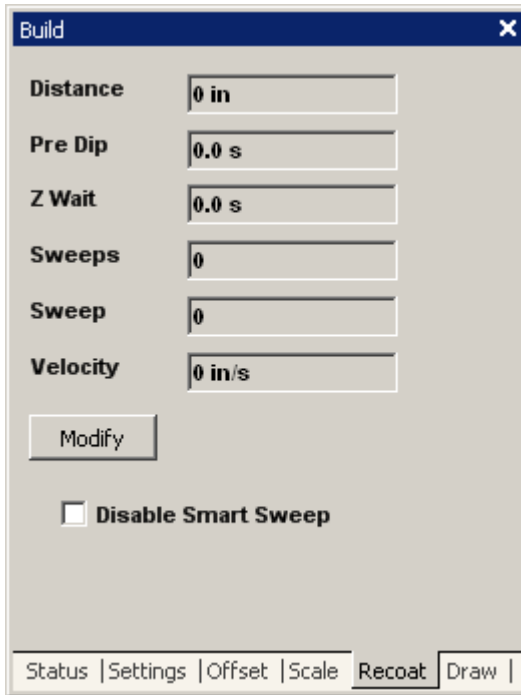 Build
Distance 0 in
Pre Dip 0.0 s
Z Wait 0.0 s
Sweeps 0
Sweep 0
Velocity 0 in/s
Modify
Disable Smart Sweep
Status |Settings |Offset |Scale Recoat Draw |